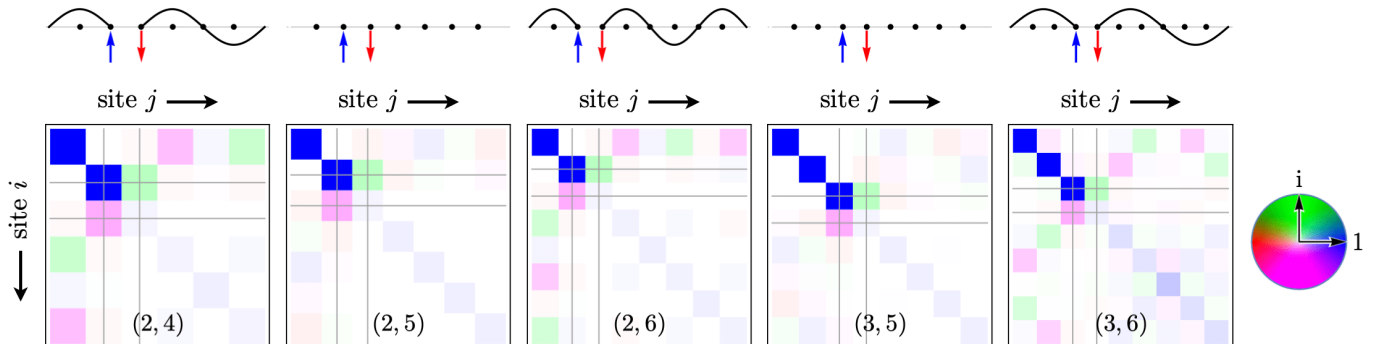 site j site j site j site j site j
site i
(2, 4) (2, 5) (2, 6) (3, 5) (3, 6)
i
1